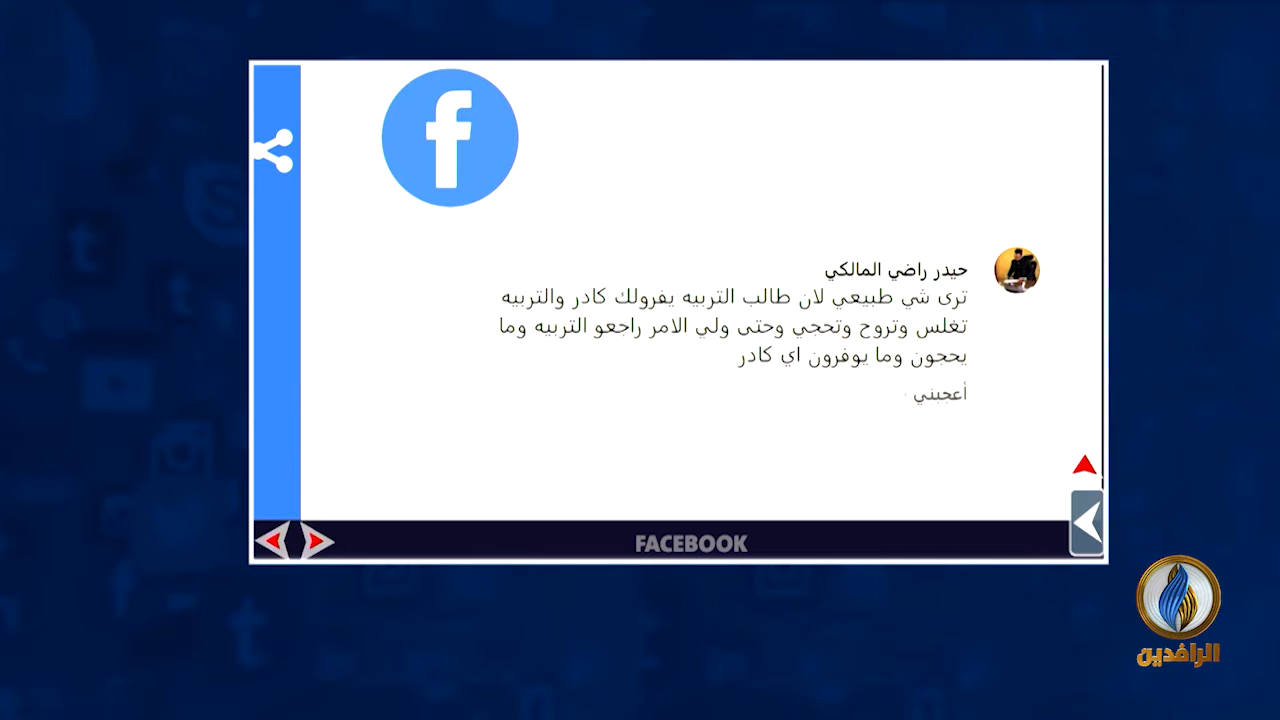 حيدر راضي المالكي
ترى شي طبيعي لان طالب التربيه يفرولك كادر والتربيه
تغلس وتروح وتحجي وحتى ولي الامر راجعو التربيه وما
يحجون وما يوفرون اي كادر
أعجبني ·
FACEBOOK
الرافدين